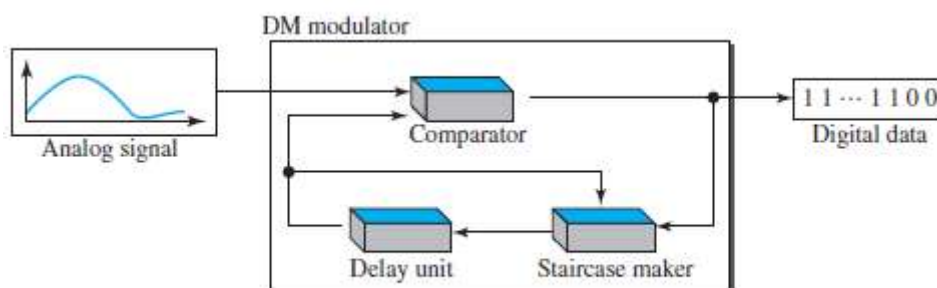 DM modulator
Analog signal
Comparator
1 1 ··· 1 1 0 0
Digital data
Delay unit
Staircase maker